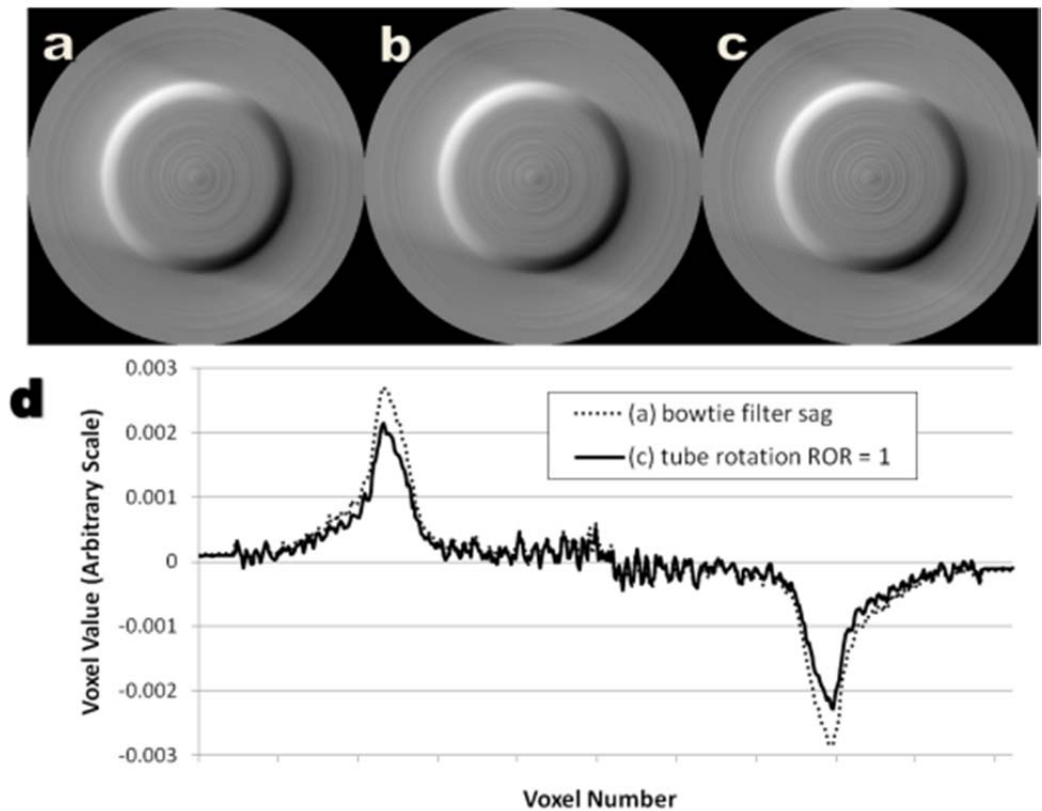 a
b
c
d
0.003
0.002
0.001
0
-0.001
-0.002
-0.003
Voxel Value (Arbitrary Scale)
(a) bowtie filter sag
(c) tube rotation ROR = 1
Voxel Number